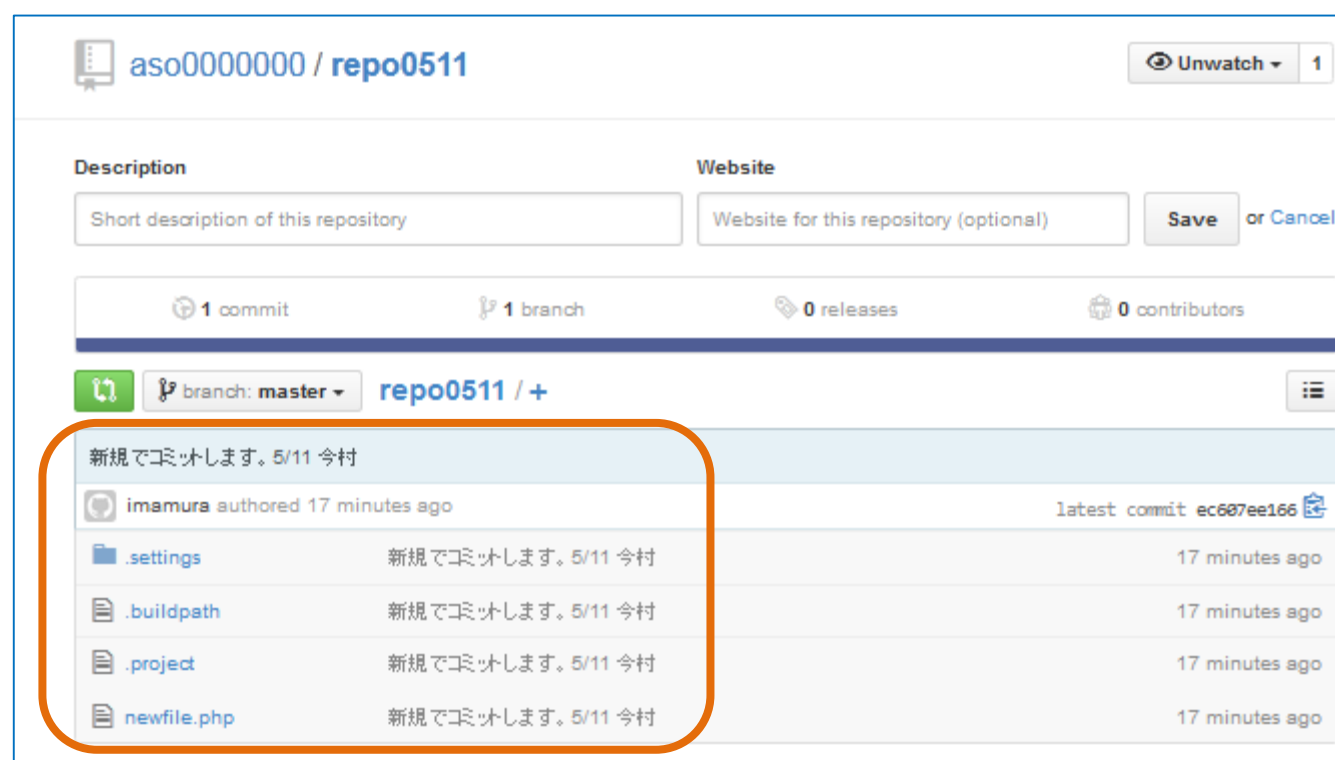 aso0000000 / repo0511
Unwatch 1
Description Website
Short description of this repository Website for this repository (optional) Save or Cancel
1 commit 1 branch 0 releases 0 contributors
branch: master repo0511 / +
新規でコミットします。5/11 今村
imamura authored 17 minutes ago latest commit ec607ee166
.settings 新規でコミットします。5/11 今村 17 minutes ago
.buildpath 新規でコミットします。5/11 今村 17 minutes ago
.project 新規でコミットします。5/11 今村 17 minutes ago
newfile.php 新規でコミットします。5/11 今村 17 minutes ago